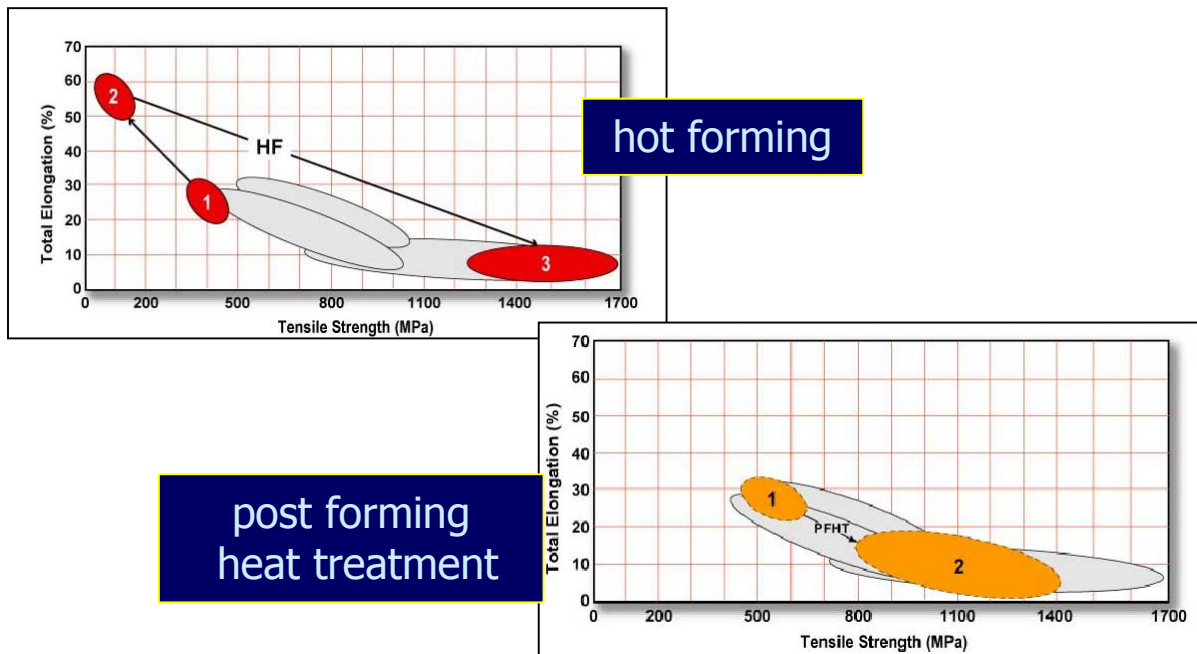 70
60
50
40
30
20
10
0
Total Elongation (%)
2
HF
1
3
0 200 500 800 1100 1400 1700
Tensile Strength (MPa)
hot forming
post forming
heat treatment
70
60
50
40
30
20
10
0
Total Elongation (%)
1
PFHT
2
0 200 500 800 1100 1400 1700
Tensile Strength (MPa)